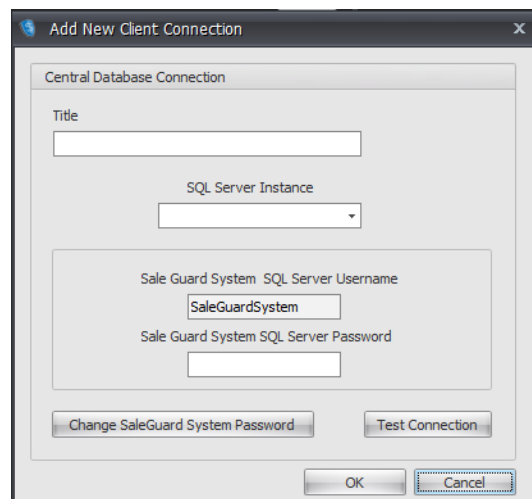 Add New Client Connection
Central Database Connection
Title
SQL Server Instance
Sale Guard System SQL Server Username
SaleGuardSystem
Sale Guard System SQL Server Password
Change SaleGuard System Password
Test Connection
OK
Cancel